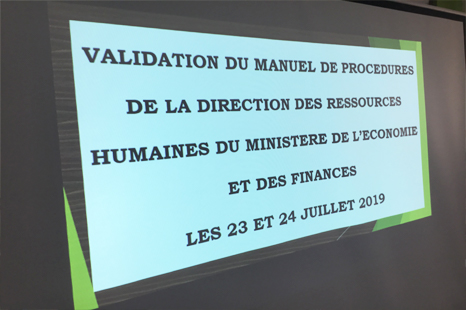 VALIDATION DU MANUEL DE PROCEDURES
DE LA DIRECTION DES RESSOURCES
HUMAINES DU MINISTERE DE L'ECONOMIE
ET DES FINANCES
LES 23 ET 24 JUILLET 2019